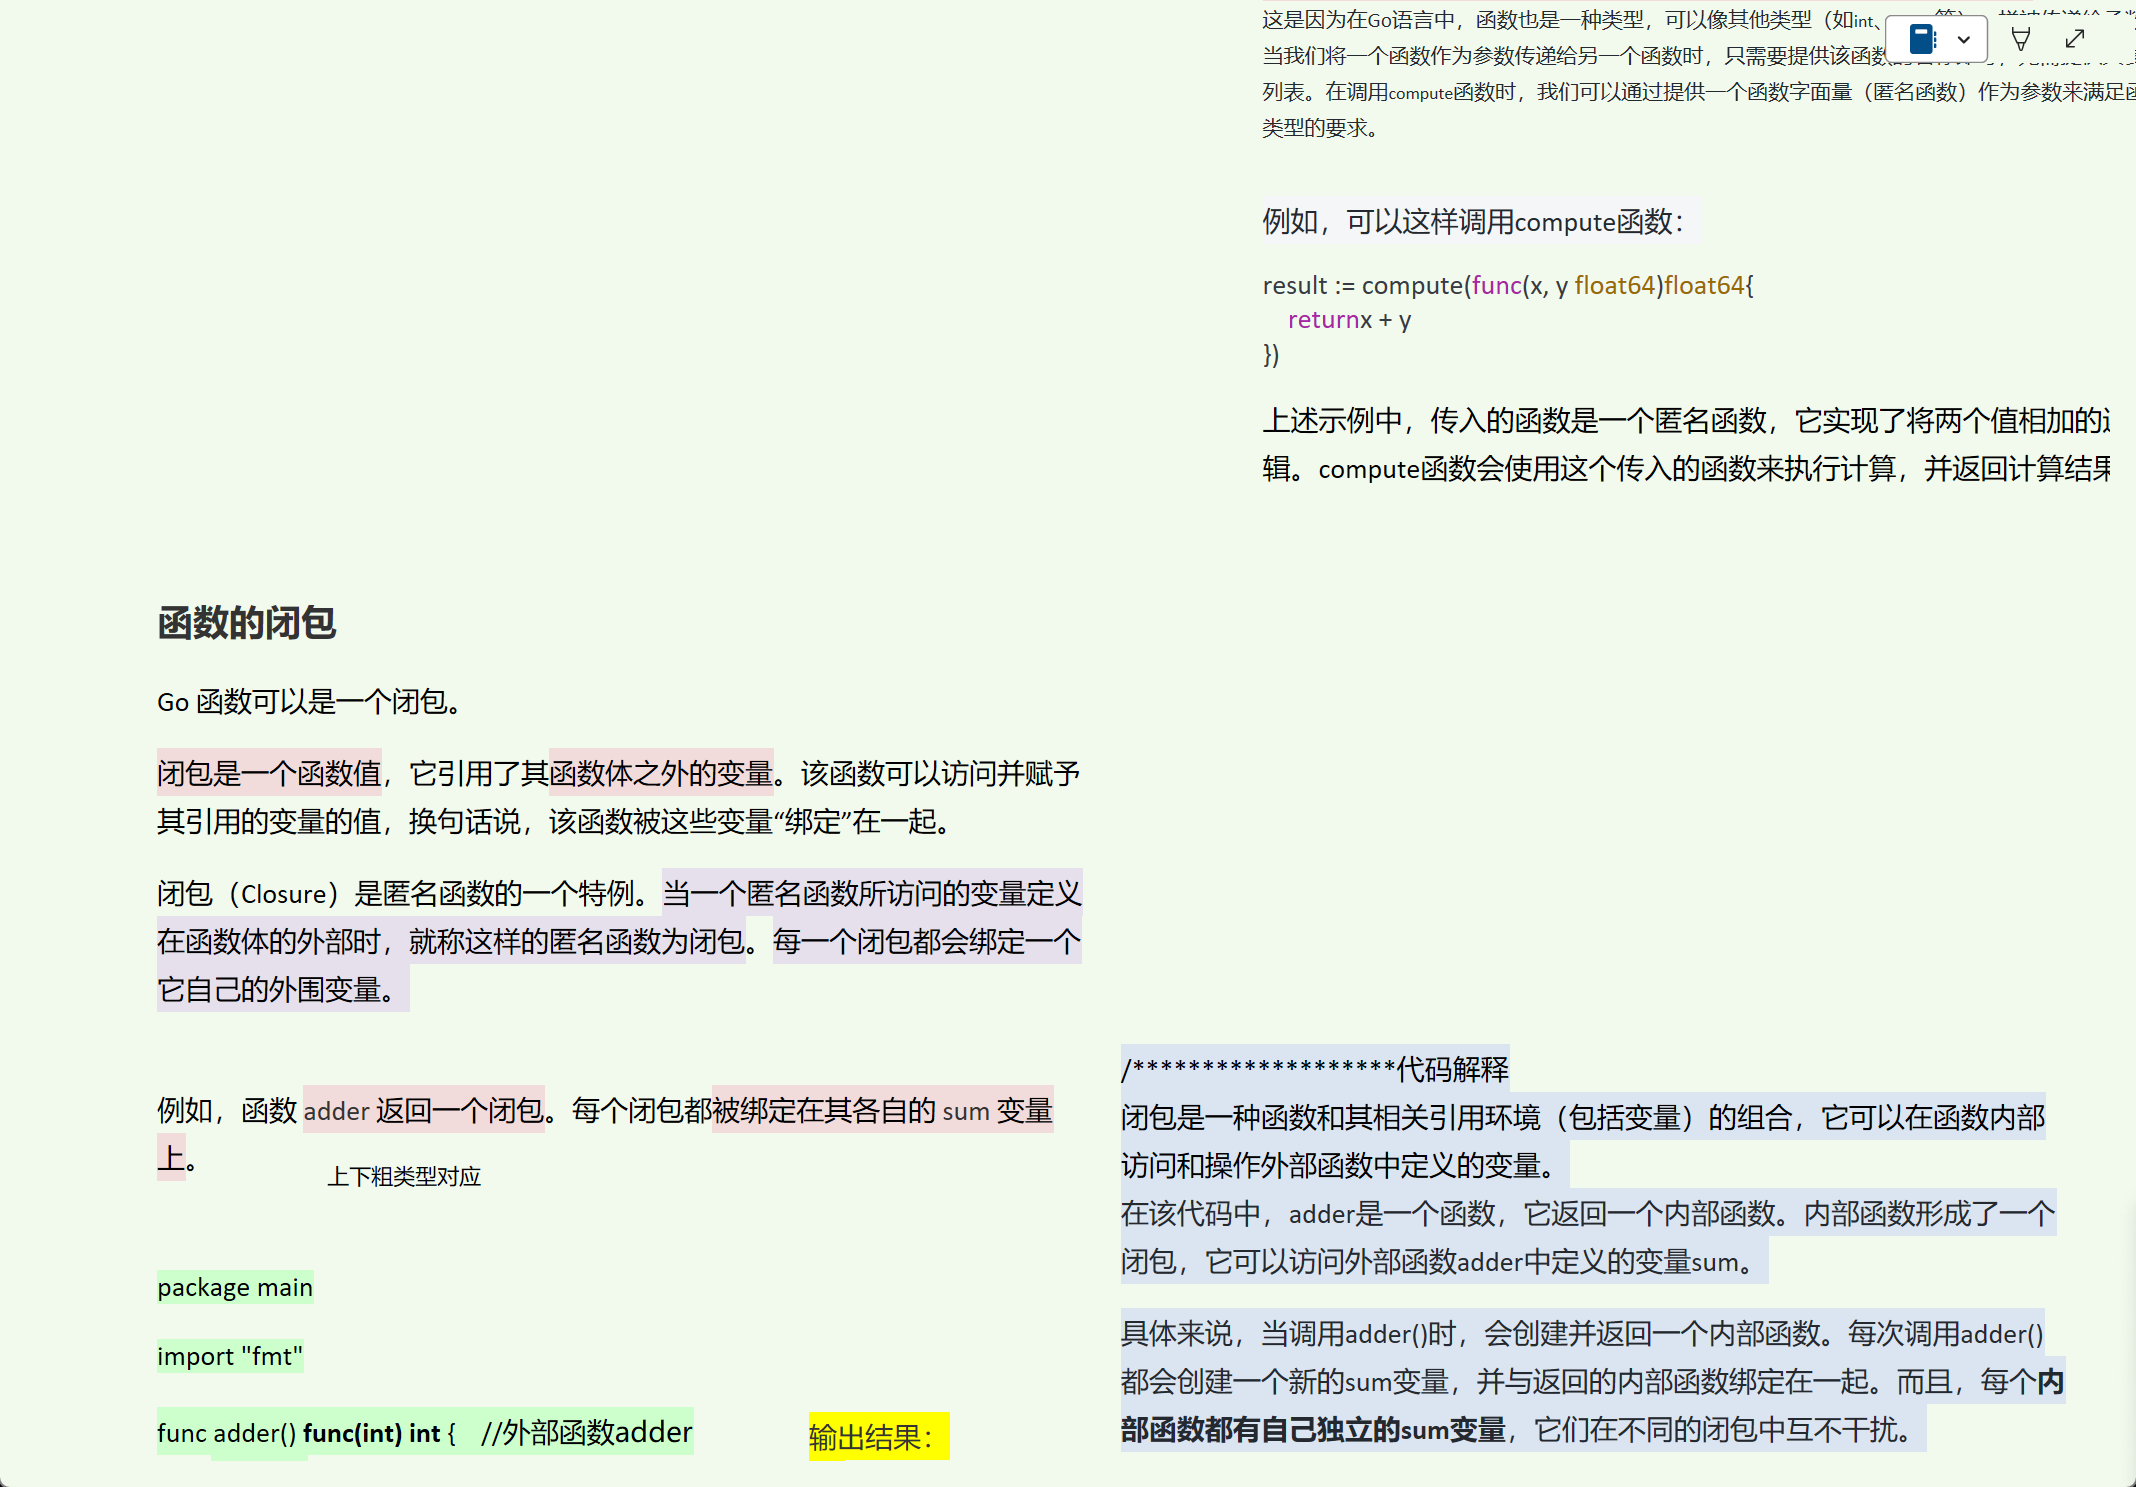 这是因为在Go语言中，函数也是一种类型，可以像其他类型（如int、
当我们将一个函数作为参数传递给另一个函数时，只需要提供该函数
列表。在调用compute函数时，我们可以通过提供一个函数字面量（匿名函数）作为参数来满足函
类型的要求。
例如，可以这样调用compute函数：
result := compute(func(x, y float64)float64{
returnx + y
})
上述示例中，传入的函数是一个匿名函数，它实现了将两个值相加的逻
辑。compute函数会使用这个传入的函数来执行计算，并返回计算结果
函数的闭包
Go 函数可以是一个闭包。
闭包是一个函数值，它引用了其函数体之外的变量。该函数可以访问并赋予
其引用的变量的值，换句话说，该函数被这些变量“绑定”在一起。
闭包（Closure）是匿名函数的一个特例。当一个匿名函数所访问的变量定义
在函数体的外部时，就称这样的匿名函数为闭包。每一个闭包都会绑定一个
它自己的外围变量。
例如，函数 adder 返回一个闭包。每个闭包都被绑定在其各自的 sum 变量
上。
上下粗类型对应
package main
import "fmt"
func adder() func(int) int { //外部函数adder
输出结果：
/*******************代码解释
闭包是一种函数和其相关引用环境（包括变量）的组合，它可以在函数内部
访问和操作外部函数中定义的变量。
在该代码中，adder是一个函数，它返回一个内部函数。内部函数形成了一个
闭包，它可以访问外部函数adder中定义的变量sum。
具体来说，当调用adder()时，会创建并返回一个内部函数。每次调用adder()
都会创建一个新的sum变量，并与返回的内部函数绑定在一起。而且，每个内
部函数都有自己独立的sum变量，它们在不同的闭包中互不干扰。